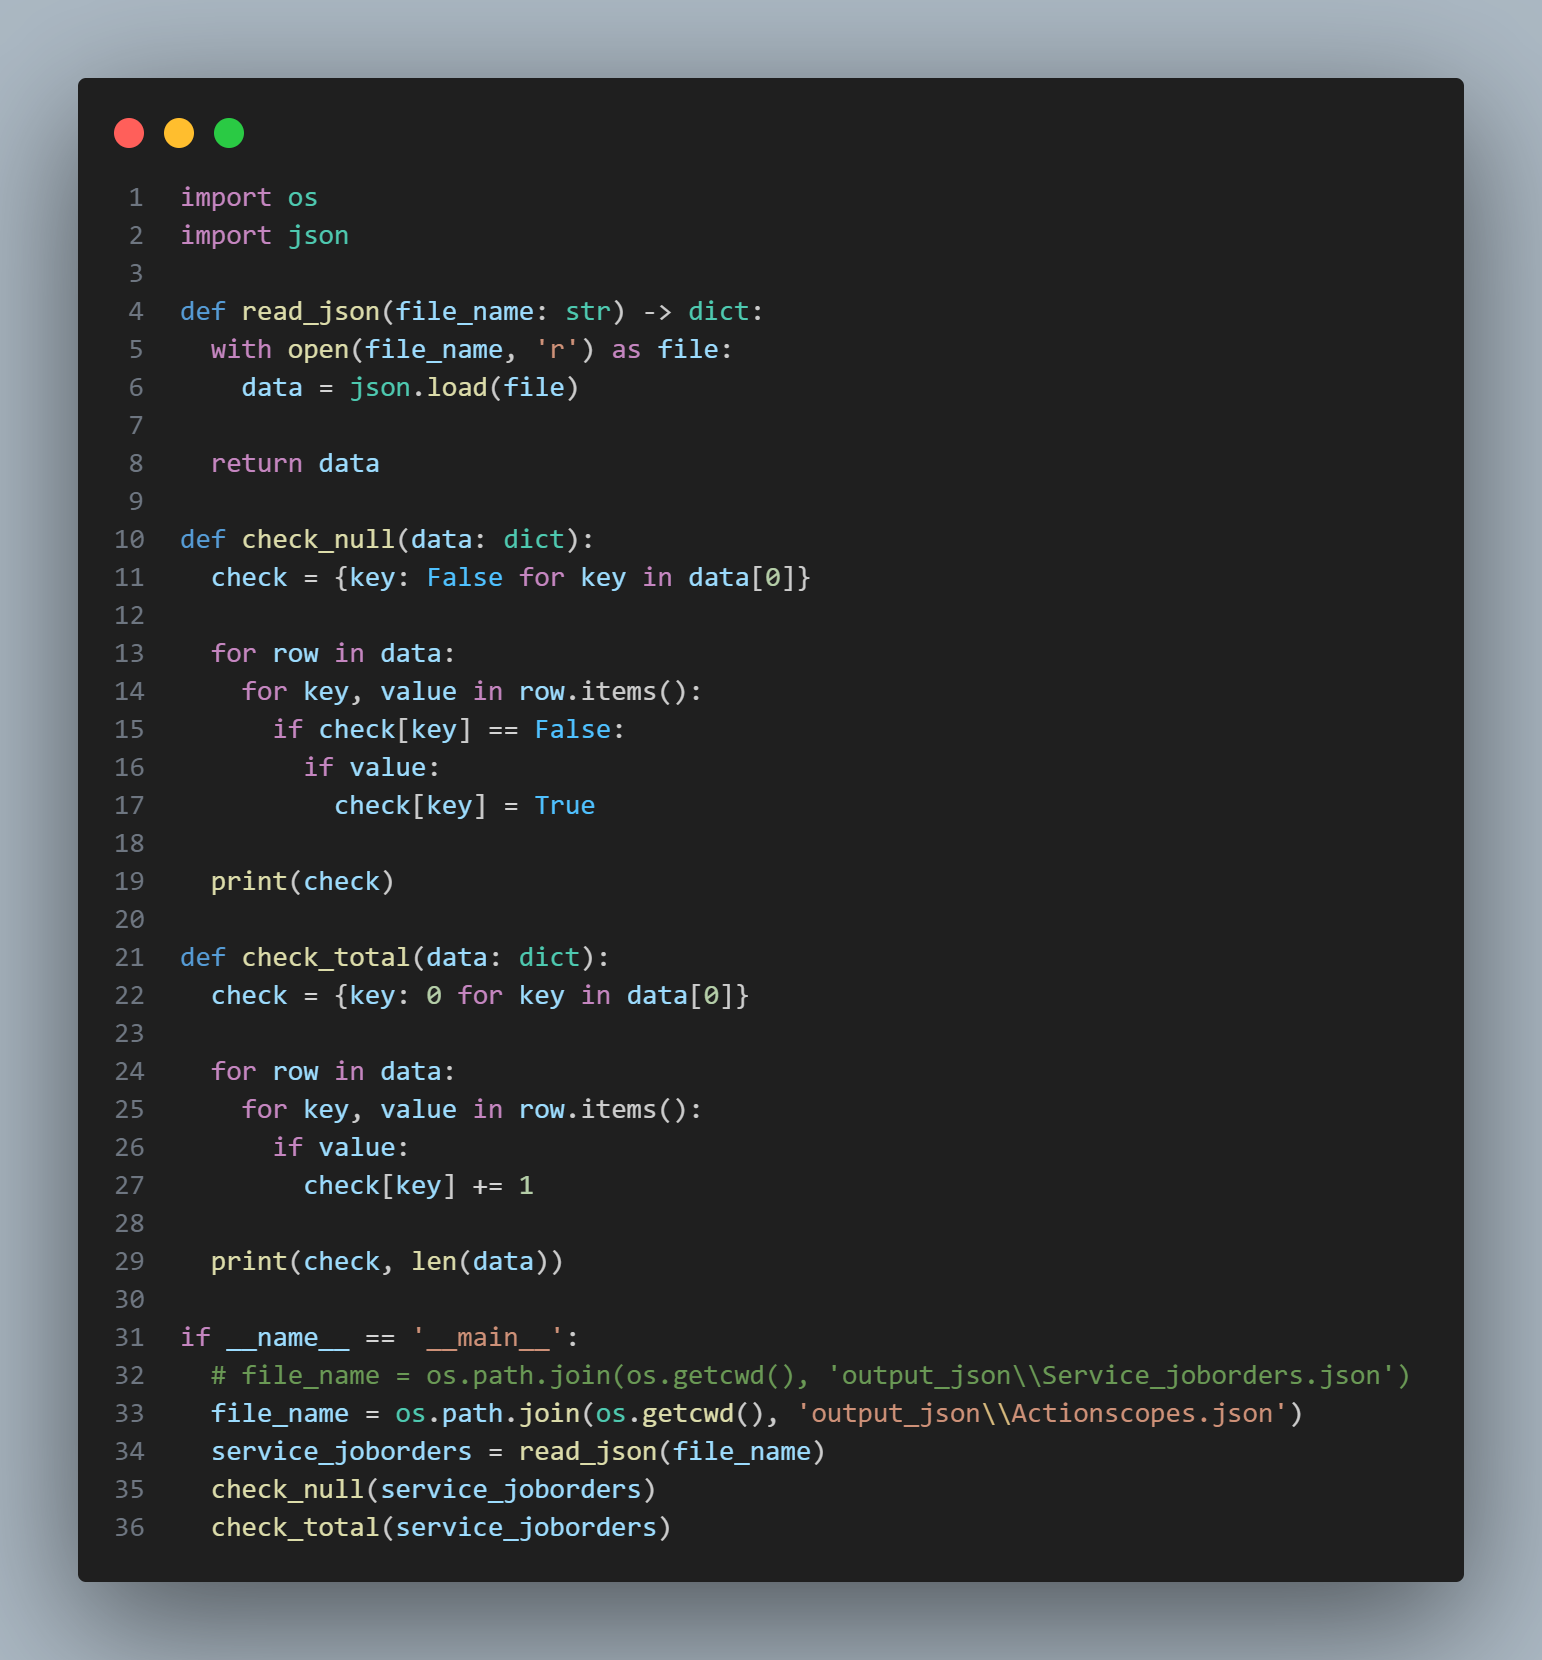 1 import os
2 import json
3
4 def read_json(file_name: str) -> dict:
5   with open(file_name, 'r') as file:
6     data = json.load(file)
7
8   return data
9
10 def check_null(data: dict):
11   check = {key: False for key in data[0]}
12
13   for row in data:
14     for key, value in row.items():
15       if check[key] == False:
16         if value:
17           check[key] = True
18
19   print(check)
20
21 def check_total(data: dict):
22   check = {key: 0 for key in data[0]}
23
24   for row in data:
25     for key, value in row.items():
26       if value:
27         check[key] += 1
28
29   print(check, len(data))
30
31 if __name__ == '__main__':
32   # file_name = os.path.join(os.getcwd(), 'output_json\\Service_joborders.json')
33   file_name = os.path.join(os.getcwd(), 'output_json\\Actionscopes.json')
34   service_joborders = read_json(file_name)
35   check_null(service_joborders)
36   check_total(service_joborders)